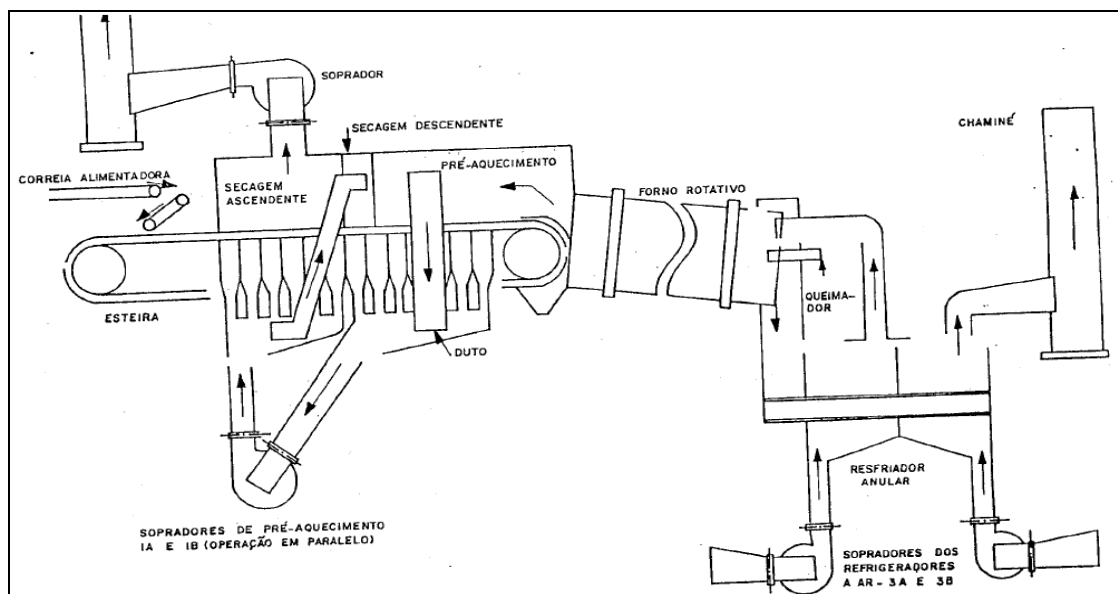 SOPRADOR
SECAGEM DESCENDENTE
CHAMINÉ
CORREIA ALIMENTADORA
PRÉ-AQUECIMENTO
SECAGEM
ASCENDENTE
FORNO ROTATIVO
QUEIMA-
DOR
ESTEIRA
DUTO
RESFRIADOR
ANULAR
SOPRADORES DE PRÉ-AQUECIMENTO
1A E 1B (OPERAÇÃO EM PARALELO)
SOPRADORES DOS
REFRIGERADORES
A AR-3A E 3B